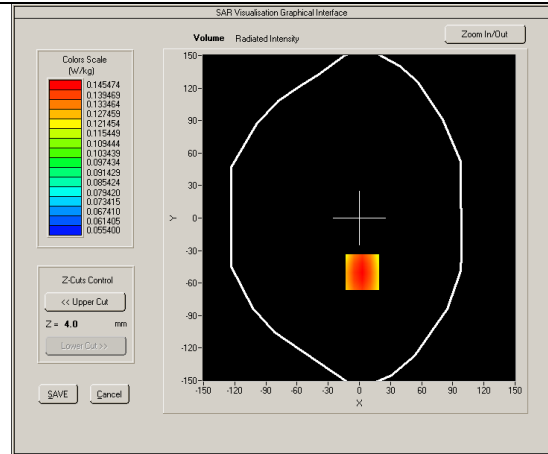 SAR Visualisation Graphical Interface
Volume Radiated Intensity
Zoom In/Out
Colors Scale
(W/kg)
0.145474
0.139469
0.133464
0.127459
0.121454
0.115449
0.109444
0.103439
0.097434
0.091429
0.085424
0.079420
0.073415
0.067410
0.061405
0.055400
Z-Cuts Control
<< Upper Cut
Z = 4.0 mm
Lower Cut >>
SAVE Cancel
150
120
90
60
30
0
-30
-60
-90
-120
-150
Y
-150 -120 -90 -60 -30 0 30 60 90 120 150
X